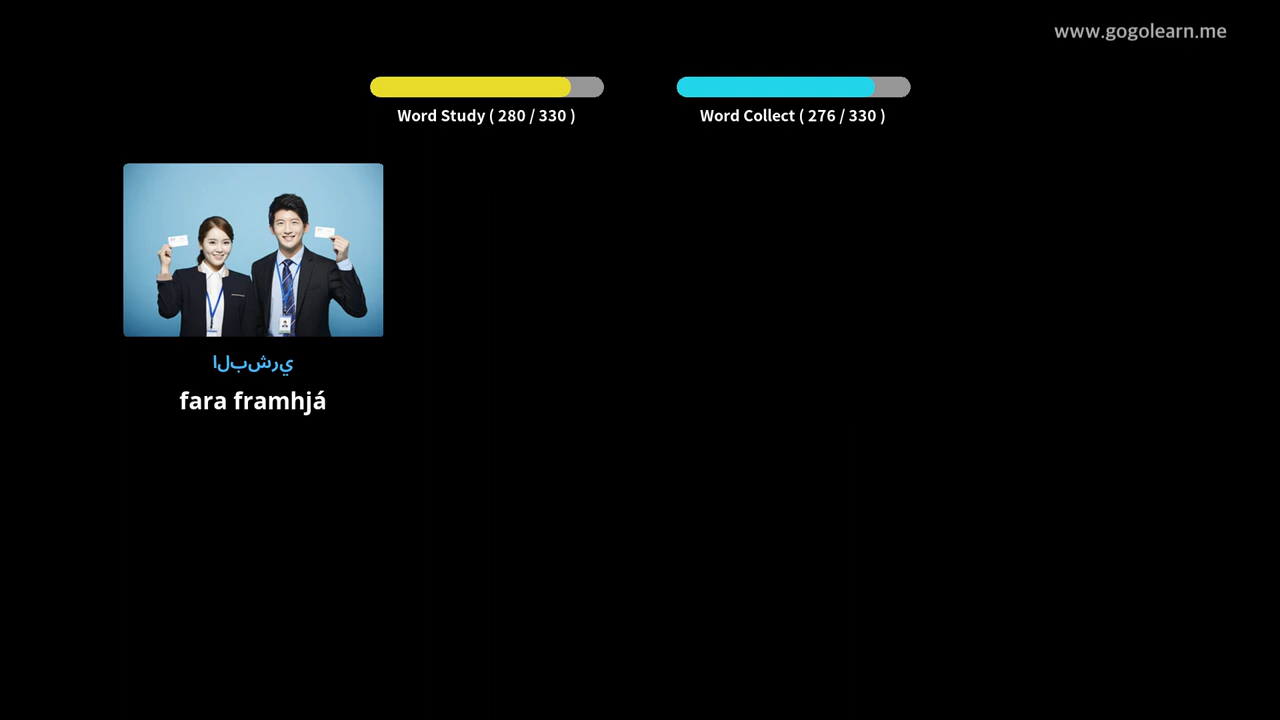 www.gogolearn.me
Word Study ( 280 / 330 )
Word Collect ( 276 / 330 )
البشري
fara framhjá